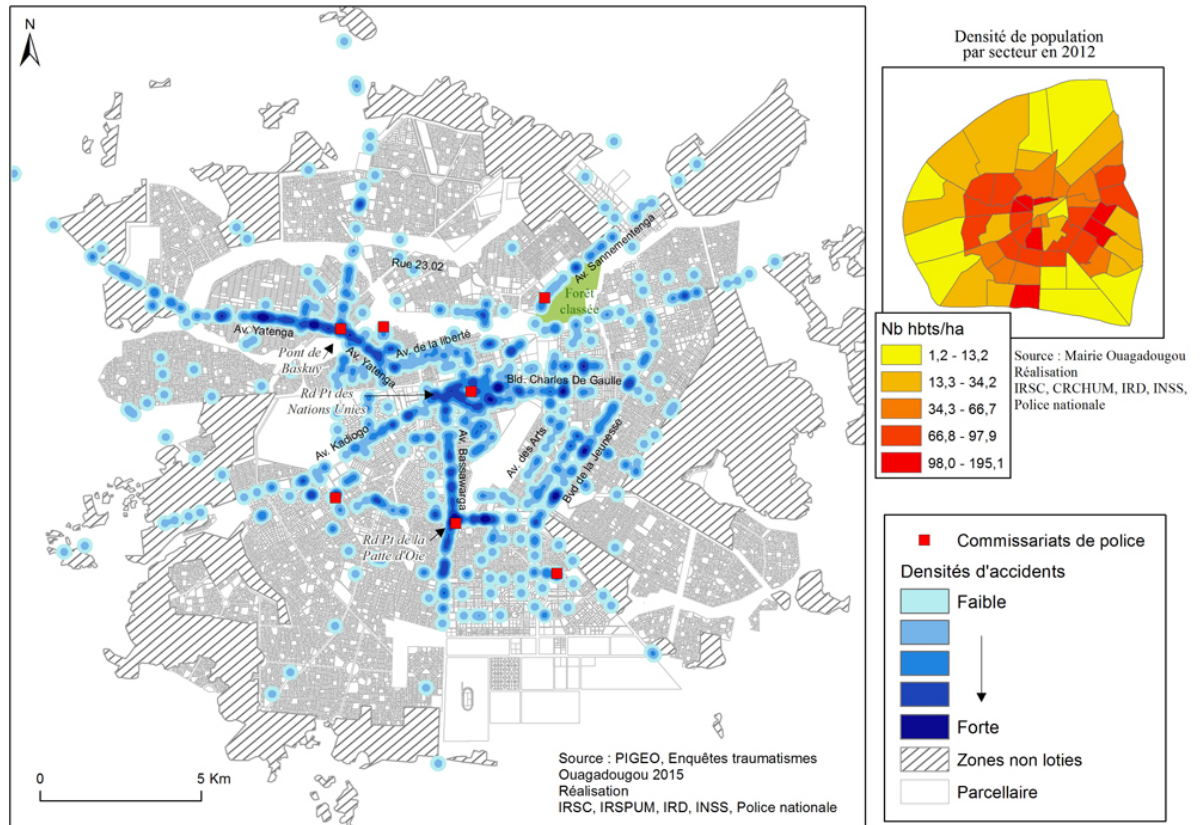 N
Rue 23.02
Av. Sannementenga
Forêt
classée
Av. Yatenga
Pont de
Baskuy
Av. Yatenga
Av. de la liberté
Rd Pt des
Nations Unies
Bld. Charles De Gaulle
Av. Kadiogo
Av. Bassawarga
Av. des Arts
Bvd de la Jeunesse
Rd Pt de la
Patte d'Oie
0 5 Km
Source : PIGEO, Enquêtes traumatismes
Ouagadougou 2015
Réalisation
IRSC, IRSPUM, IRD, INSS, Police nationale
Densité de population
par secteur en 2012
Nb hbts/ha
1,2 - 13,2
13,3 - 34,2
34,3 - 66,7
66,8 - 97,9
98,0 - 195,1
Source : Mairie Ouagadougou
Réalisation
IRSC, CRCHUM, IRD, INSS,
Police nationale
Commissariats de police
Densités d'accidents
Faible
Forte
Zones non loties
Parcellaire